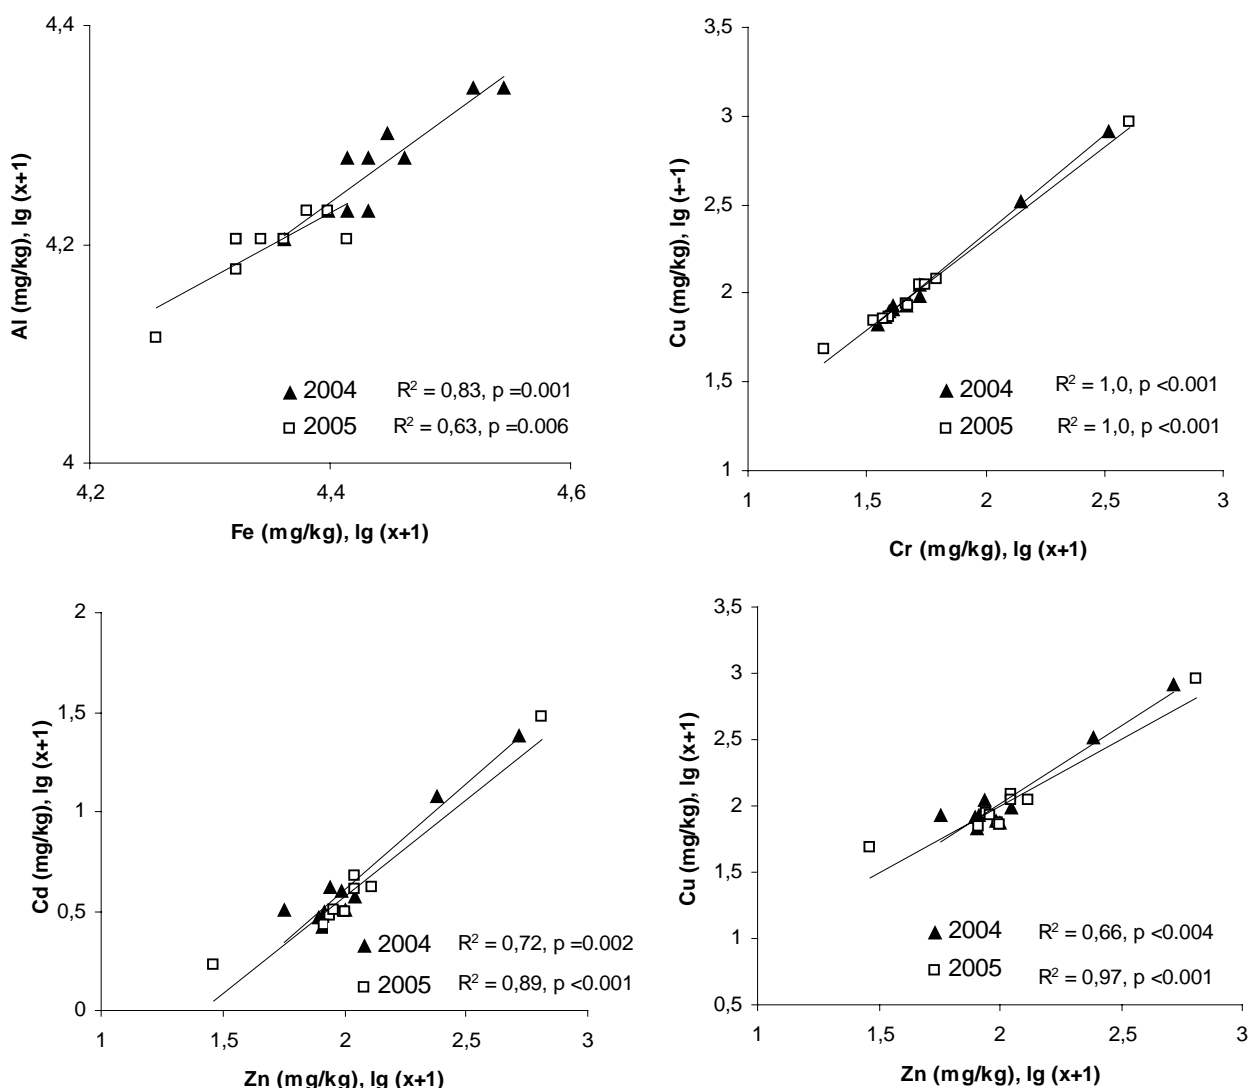 4,4
4,2
4
Al (mg/kg), lg (x+1)
▲ 2004 R² = 0,83, p =0.001
□ 2005 R² = 0,63, p =0.006
4,2 4,4 4,6
Fe (mg/kg), lg (x+1)
3,5
3
2,5
2
1,5
1
Cu (mg/kg), lg (+-1)
▲ 2004 R² = 1,0, p <0.001
□ 2005 R² = 1,0, p <0.001
1 1,5 2 2,5 3
Cr (mg/kg), lg (x+1)
2
1,5
1
0,5
0
Cd (mg/kg), lg (x+1)
▲ 2004 R² = 0,72, p =0.002
□ 2005 R² = 0,89, p <0.001
1 1,5 2 2,5 3
Zn (mg/kg), lg (x+1)
3,5
3
2,5
2
1,5
1
0,5
Cu (mg/kg), lg (x+1)
▲ 2004 R² = 0,66, p <0.004
□ 2005 R² = 0,97, p <0.001
1 1,5 2 2,5 3
Zn (mg/kg), lg (x+1)